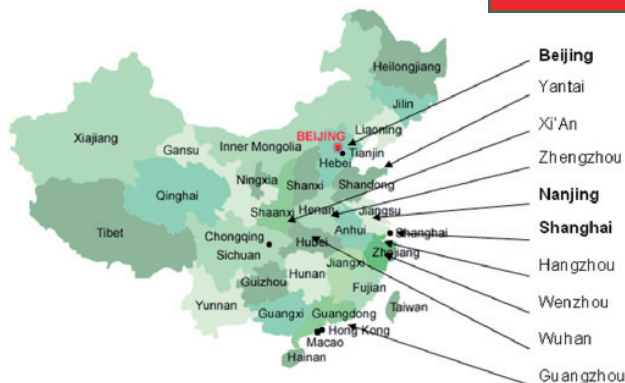 Heilongjiang
Jilin
Liaoning
BEIJING
Xiajiang
Gansu
Inner Mongolia
Tianjin
Hebei
Ningxia
Shanxi
Shandong
Qinghai
Shaanxi
Henan
Jiangsu
Tibet
Chongqing
Sichuan
Hubei
Anhui
Shanghai
Zhejiang
Hunan
Jiangxi
Guizhou
Fujian
Yunnan
Guangxi
Guangdong
Taiwan
Hong Kong
Macao
Hainan
Beijing
Yantai
Xi'An
Zhengzhou
Nanjing
Shanghai
Hangzhou
Wenzhou
Wuhan
Guangzhou